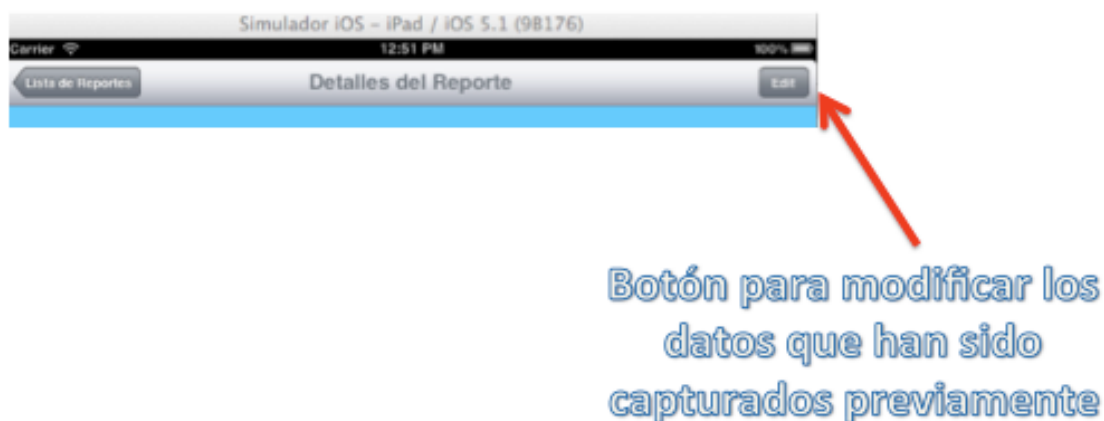 Simulador iOS – iPad / iOS 5.1 (9B176)
Carrier 12:51 PM 100%
Lista de Reportes Detalles del Reporte Edit
Botón para modificar los
datos que han sido
capturados previamente